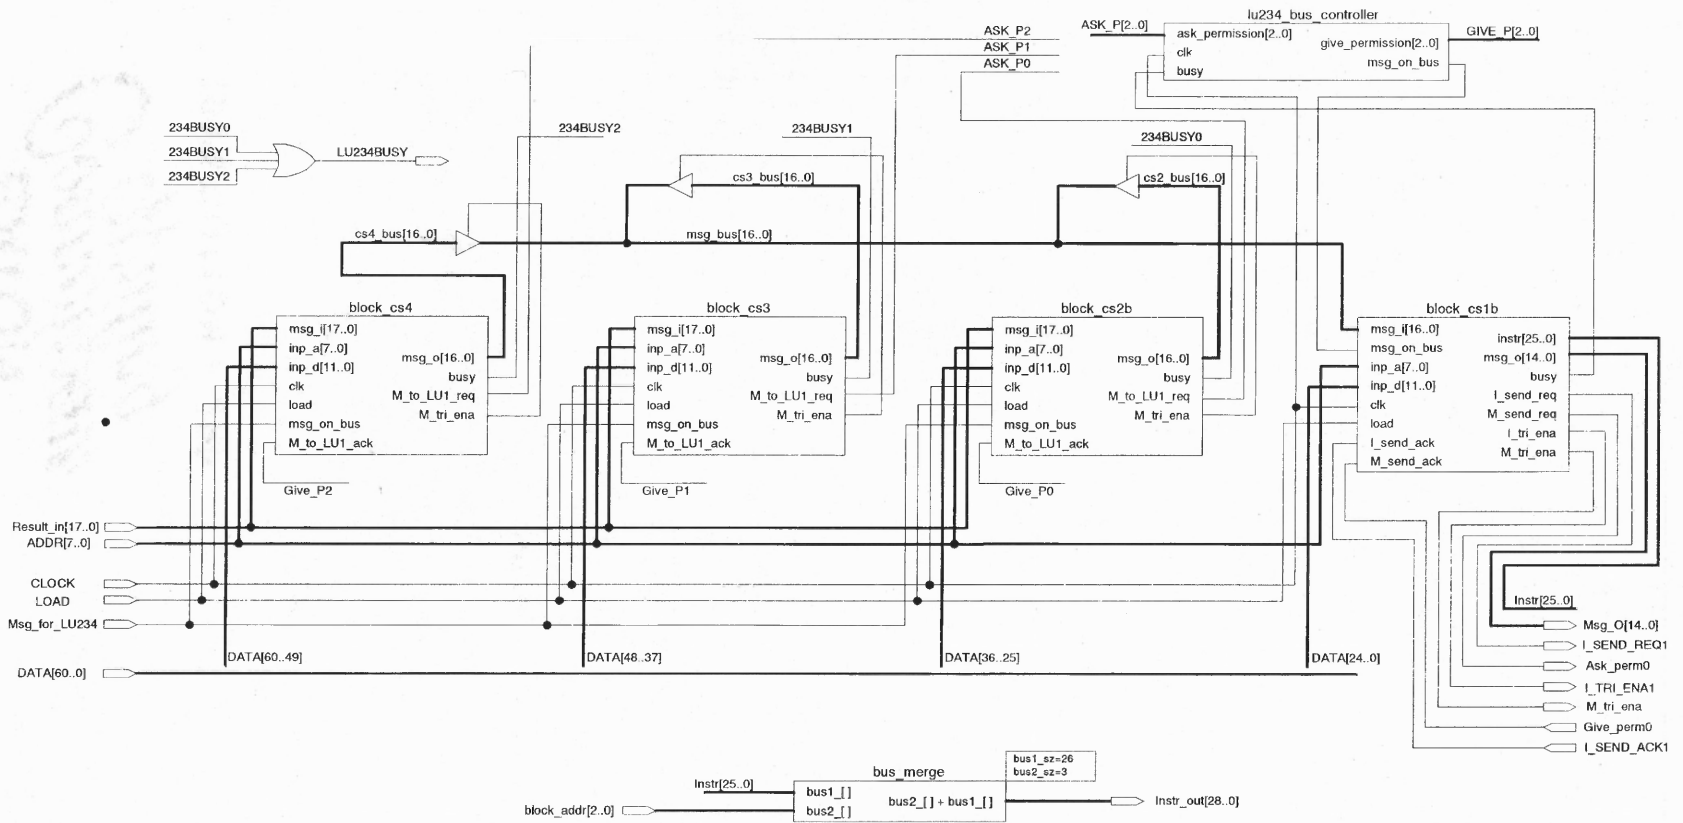 lu234_bus_controller
ASK_P[2..0]
ask_permission[2..0]
give_permission[2..0]
GIVE_P[2..0]
clk
msg_on_bus
busy
ASK_P2
ASK_P1
ASK_P0
234BUSY0
234BUSY1
234BUSY2
LU234BUSY
234BUSY2
234BUSY1
234BUSY0
cs3_bus[16..0]
cs2_bus[16..0]
cs4_bus[16..0]
msg_bus[16..0]
block_cs4
msg_i[17..0]
inp_a[7..0]
inp_d[11..0]
clk
load
msg_on_bus
M_to_LU1_ack
msg_o[16..0]
busy
M_to_LU1_req
M_tri_ena
Give_P2
block_cs3
msg_i[17..0]
inp_a[7..0]
inp_d[11..0]
clk
load
msg_on_bus
M_to_LU1_ack
msg_o[16..0]
busy
M_to_LU1_req
M_tri_ena
Give_P1
block_cs2b
msg_i[17..0]
inp_a[7..0]
inp_d[11..0]
clk
load
msg_on_bus
M_to_LU1_ack
msg_o[16..0]
busy
M_to_LU1_req
M_tri_ena
Give_P0
block_cs1b
msg_i[16..0]
msg_on_bus
inp_a[7..0]
inp_d[11..0]
clk
load
I_send_ack
M_send_ack
instr[25..0]
msg_o[14..0]
busy
I_send_req
M_send_req
I_tri_ena
M_tri_ena
Result_in[17..0]
ADDR[7..0]
CLOCK
LOAD
Msg_for_LU234
DATA[60..0]
DATA[60..49]
DATA[48..37]
DATA[36..25]
DATA[24..0]
Instr[25..0]
Msg_O[14..0]
I_SEND_REQ1
Ask_perm0
I_TRI_ENA1
M_tri_ena
Give_perm0
I_SEND_ACK1
bus_merge
bus1_sz=26
bus2_sz=3
Instr[25..0]
bus1_[]
block_addr[2..0]
bus2_[]
bus2_[] + bus1_[]
Instr_out[28..0]